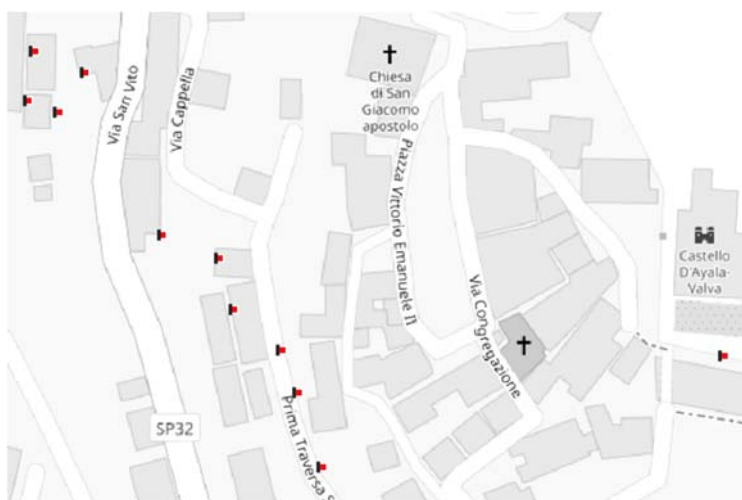 Via San Vito
Via Cappella
Chiesa
di San
Giacomo
apostolo
Piazza Vittorio Emanuele II
Castello
D'Ayala-
Valva
Via Congregazione
SP32
Prima Traversa S